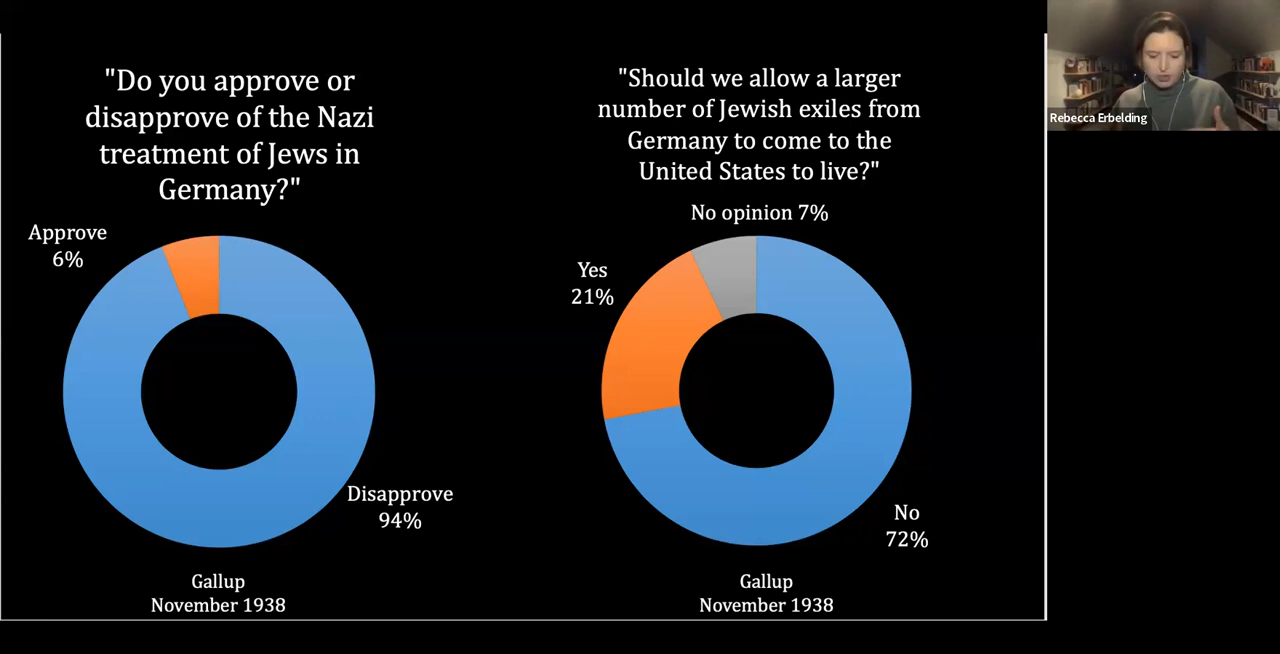 "Do you approve or
disapprove of the Nazi
treatment of Jews in
Germany?"
Approve
6%
Disapprove
94%
Gallup
November 1938
"Should we allow a larger
number of Jewish exiles from
Germany to come to the
United States to live?"
No opinion 7%
Yes
21%
No
72%
Gallup
November 1938
Rebecca Erbelding